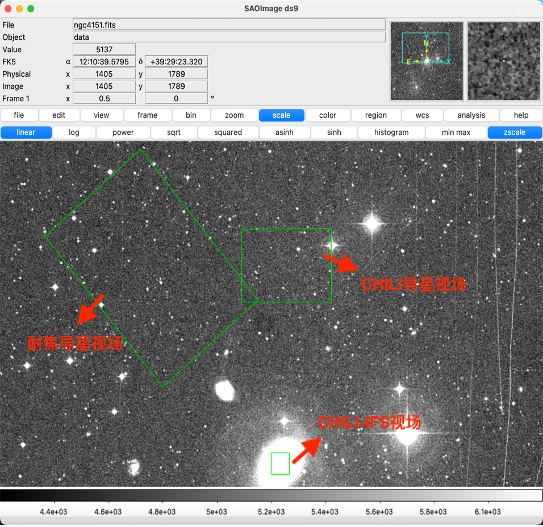 SAOImage ds9
File ngc4151.fits
Object data
Value 5137
FK5 α 12:10:39.5795 δ +39:29:23.320
Physical x 1405 y 1789
Image x 1405 y 1789
Frame 1 x 0.5 0 °
file edit view frame bin zoom scale color region wcs analysis help
linear log power sqrt squared asinh sinh histogram min max zscale
CHILI导星视场
耐焦导星视场
CHILI-IFS视场
4.4e+03 4.6e+03 4.8e+03 5e+03 5.2e+03 5.4e+03 5.6e+03 5.8e+03 6e+03 6.1e+03